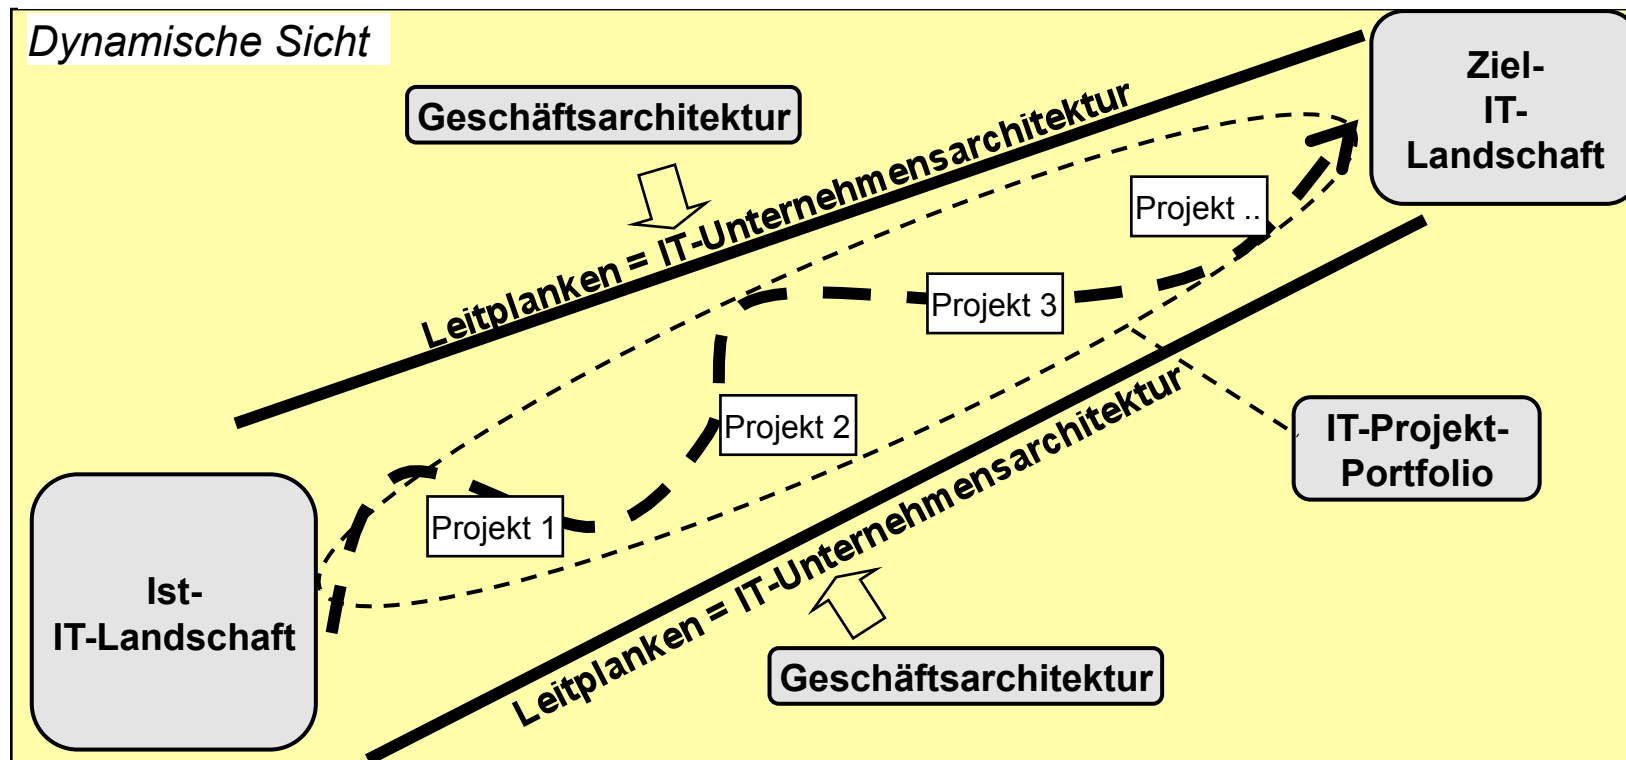 Dynamische Sicht
Geschäftsarchitektur
Leitplanken = IT-Unternehmensarchitektur
Ziel-
IT-
Landschaft
Projekt ..
Projekt 3
Projekt 2
Projekt 1
IT-Projekt-
Portfolio
Ist-
IT-Landschaft
Leitplanken = IT-Unternehmensarchitektur
Geschäftsarchitektur